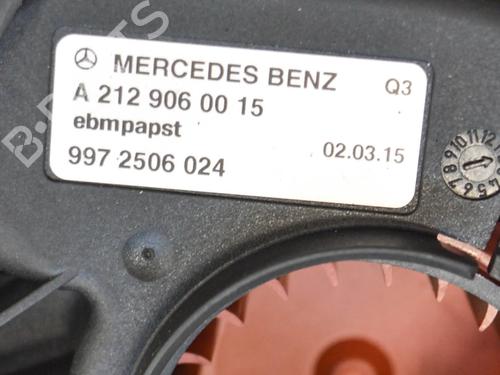 MERCEDES BENZ Q3
A 212 906 00 15
ebmpapst
02.03.15
997 2506 024